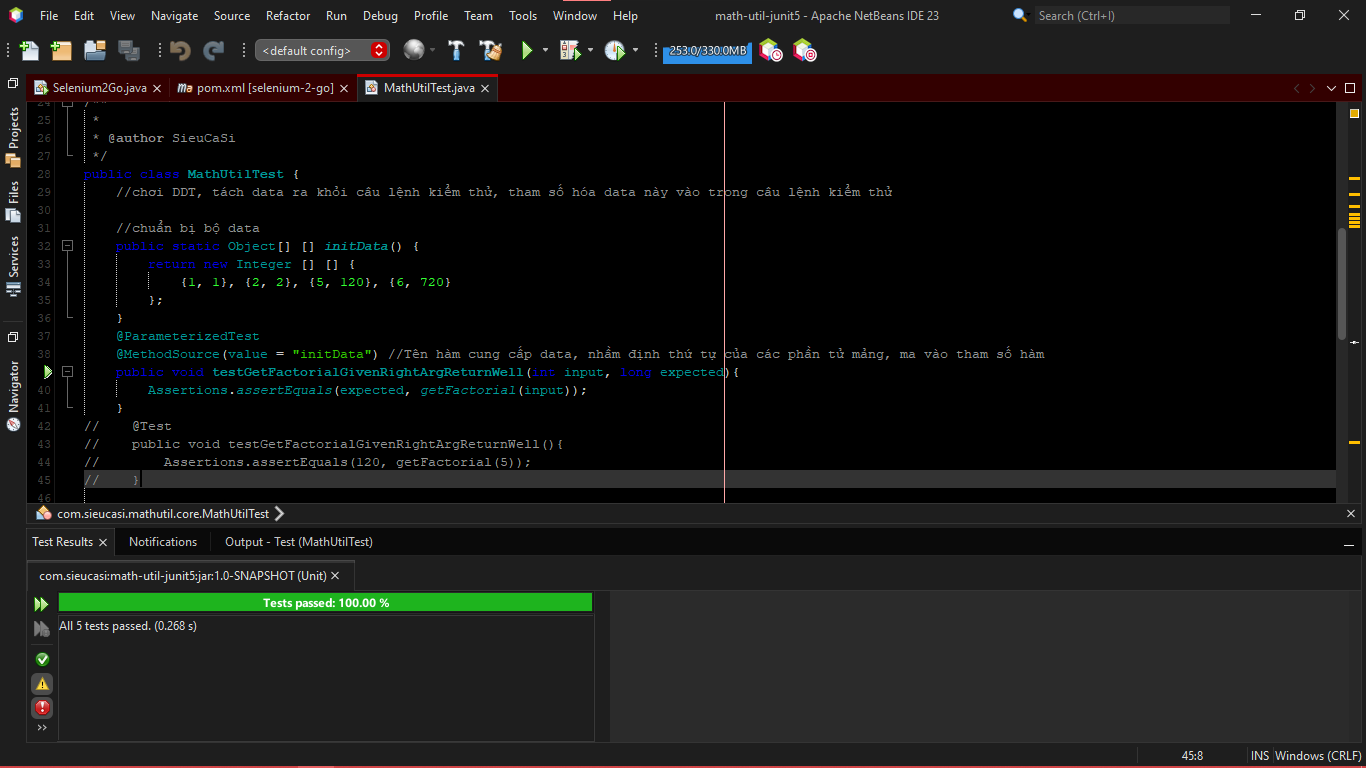 File Edit View Navigate Source Refactor Run Debug Profile Team Tools Window Help math-util-junit5 - Apache NetBeans IDE 23 Search (Ctrl+I)
<default config> 253.0/330.0MB
Selenium2Go.java pom.xml [selenium-2-go] MathUtilTest.java
Projects
Files
Services
Navigator
24 /**
25 *
26 * @author SieuCaSi
27 */
28 public class MathUtilTest {
29 //chơi DDT, tách data ra khỏi câu lệnh kiểm thử, tham số hóa data này vào trong câu lệnh kiểm thử
30
31 //chuẩn bị bộ data
32 public static Object[] [] initData() {
33 return new Integer [] [] {
34 {1, 1}, {2, 2}, {5, 120}, {6, 720}
35 };
36 }
37 @ParameterizedTest
38 @MethodSource(value = "initData") //Tên hàm cung cấp data, nhầm định thứ tự của các phần tử mảng, ma vào tham số hàm
public void testGetFactorialGivenRightArgReturnWell(int input, long expected){
40 Assertions.assertEquals(expected, getFactorial(input));
41 }
42 // @Test
43 // public void testGetFactorialGivenRightArgReturnWell(){
44 // Assertions.assertEquals(120, getFactorial(5));
45 // }
46
com.sieucasi.mathutil.core.MathUtilTest
Test Results Notifications Output - Test (MathUtilTest)
com.sieucasi:math-util-junit5:jar:1.0-SNAPSHOT (Unit)
Tests passed: 100.00 %
All 5 tests passed. (0.268 s)
45:8 INS Windows (CRLF)